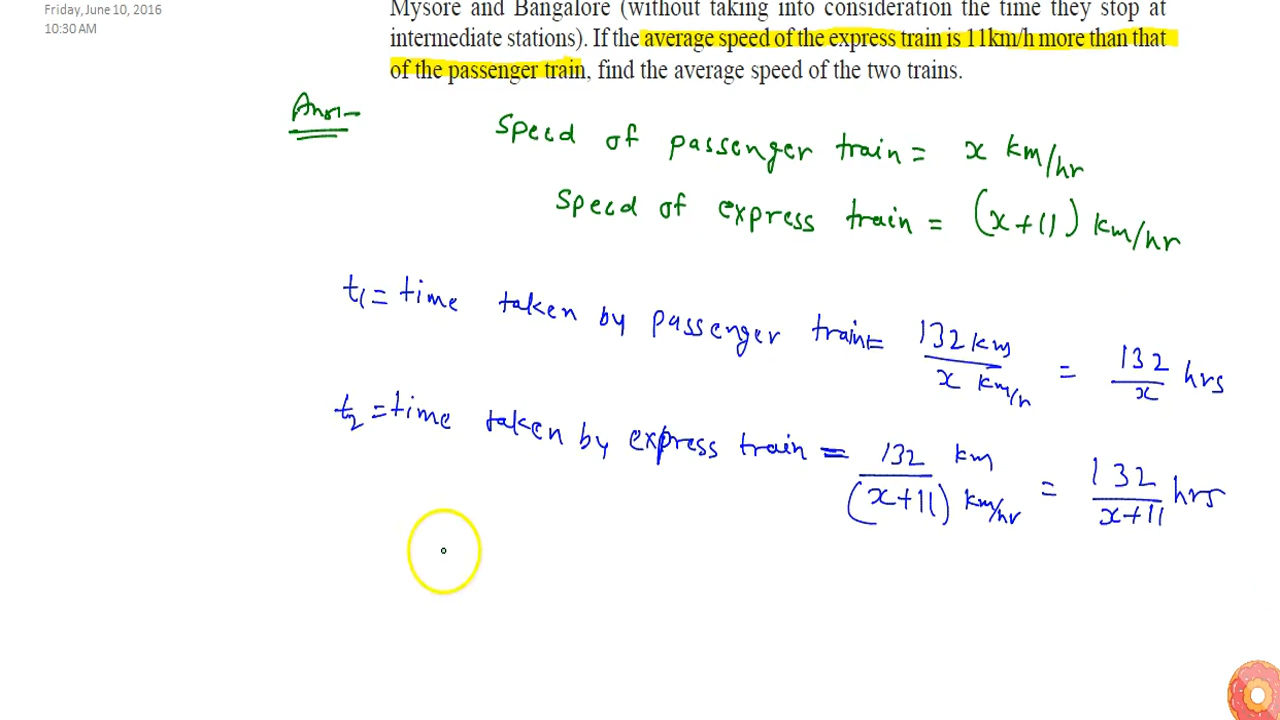 Friday, June 10, 2016
10:30 AM
Mysore and Bangalore (without taking into consideration the time they stop at
intermediate stations). If the average speed of the express train is 11km/h more than that
of the passenger train, find the average speed of the two trains.
Ans:-
Speed of passenger train = x km/hr
Speed of express train = (x+11) km/hr
t1 = time taken by passenger train = 132 km / x km/h = 132/x hrs
t2 = time taken by express train = 132 km / (x+11) km/hr = 132/x+11 hrs